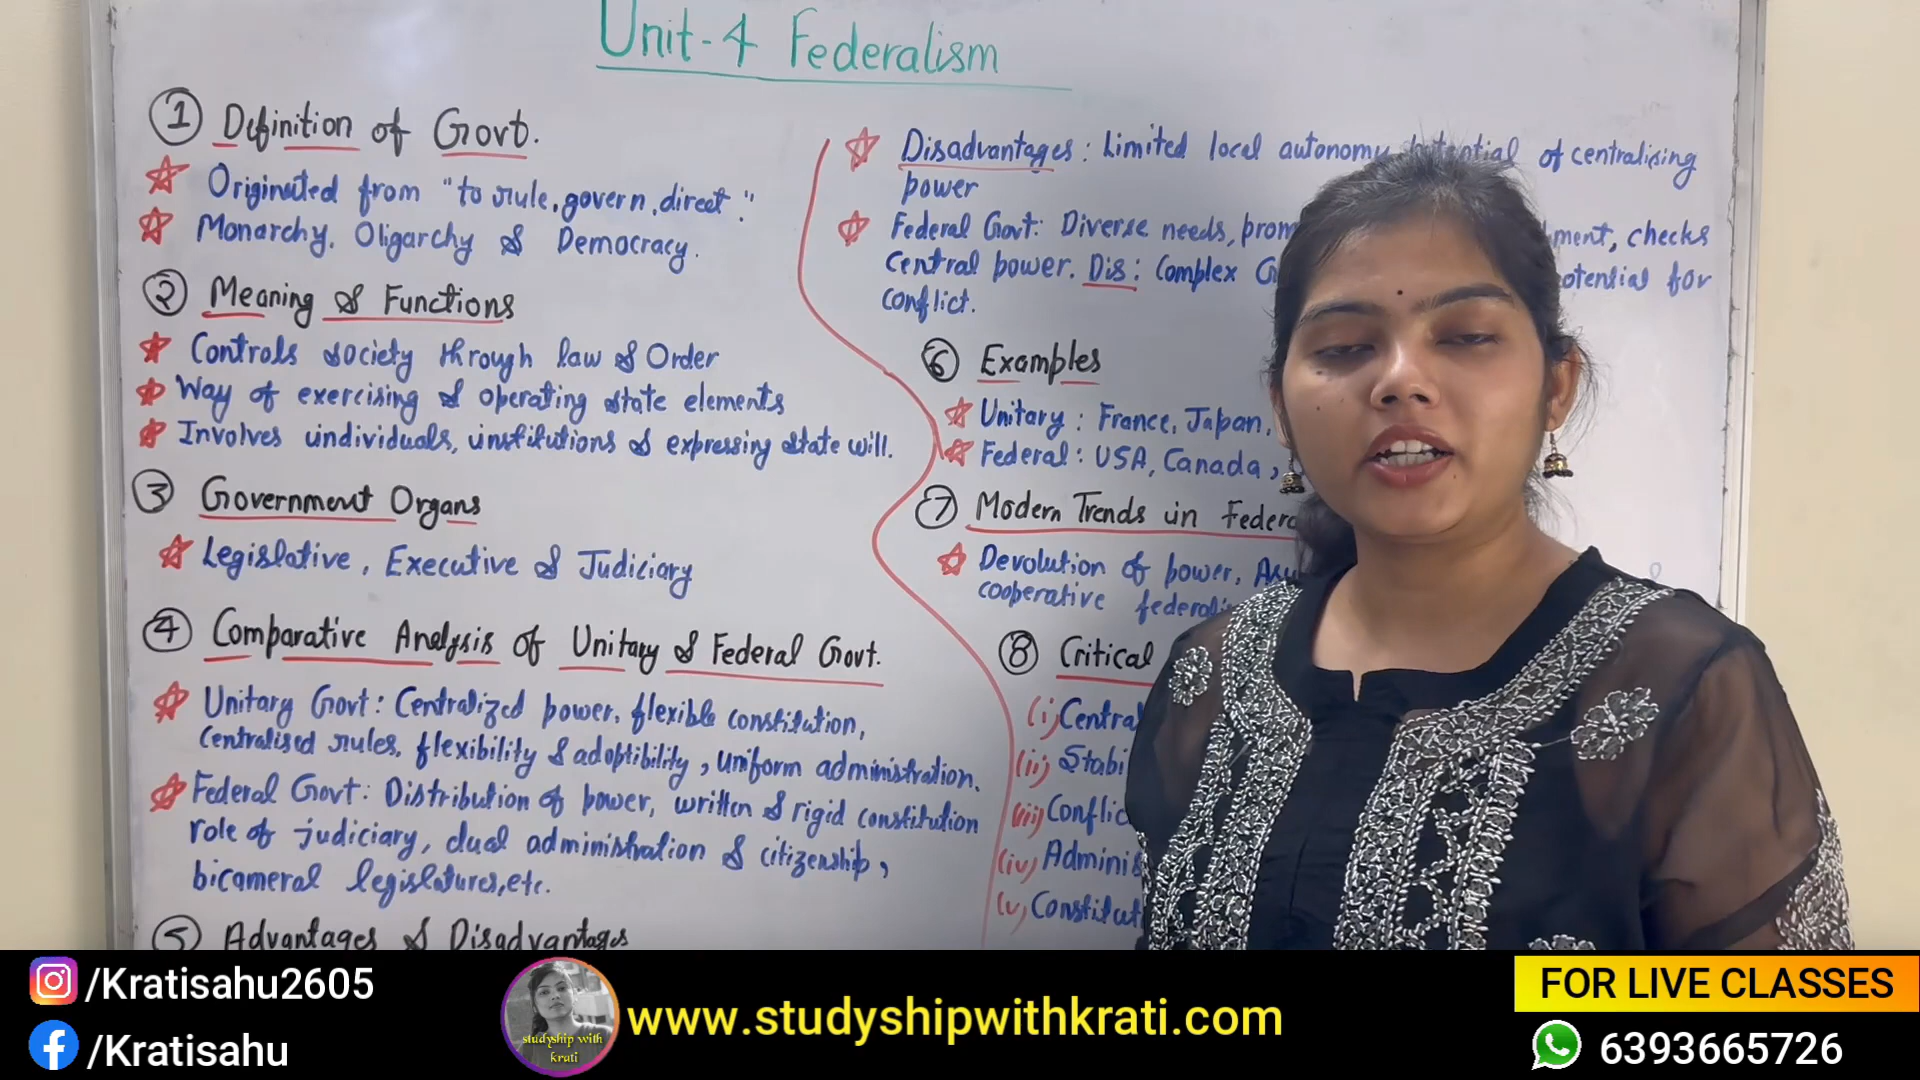 Unit-4 Federalism
① Definition of Govt.
☆ Originated from "to rule, govern, direct".
☆ Monarchy, Oligarchy & Democracy.
② Meaning & Functions
☆ Controls society through law & Order
☆ Way of exercising & operating state elements
☆ Involves individuals, institutions & expressing state will.
③ Government Organs
☆ Legislative, Executive & Judiciary
④ Comparative Analysis of Unitary & Federal Govt.
☆ Unitary Govt: Centralized power, flexible constitution,
centralised rules, flexibility & adoptibility, uniform administration.
☆ Federal Govt: Distribution of power, written & rigid constitution
role of judiciary, dual administration & citizenship,
bicameral legislatures, etc.
⑤ Advantages & Disadvantages
☆ Disadvantages: Limited local autonomy, potential of centralising
power
☆ Federal Govt: Diverse needs, checks
central power. Dis: Complex potential for
conflict.
⑥ Examples
☆ Unitary: France, Japan,
☆ Federal: USA, Canada,
⑦ Modern Trends in
☆ Devolution of power,
cooperative
⑧ Critical
(i)
(ii)
(iii)
(iv)
(v)
/Kratisahu2605
/Kratisahu
studyship with
krati
www.studyshipwithkrati.com
FOR LIVE CLASSES
6393665726